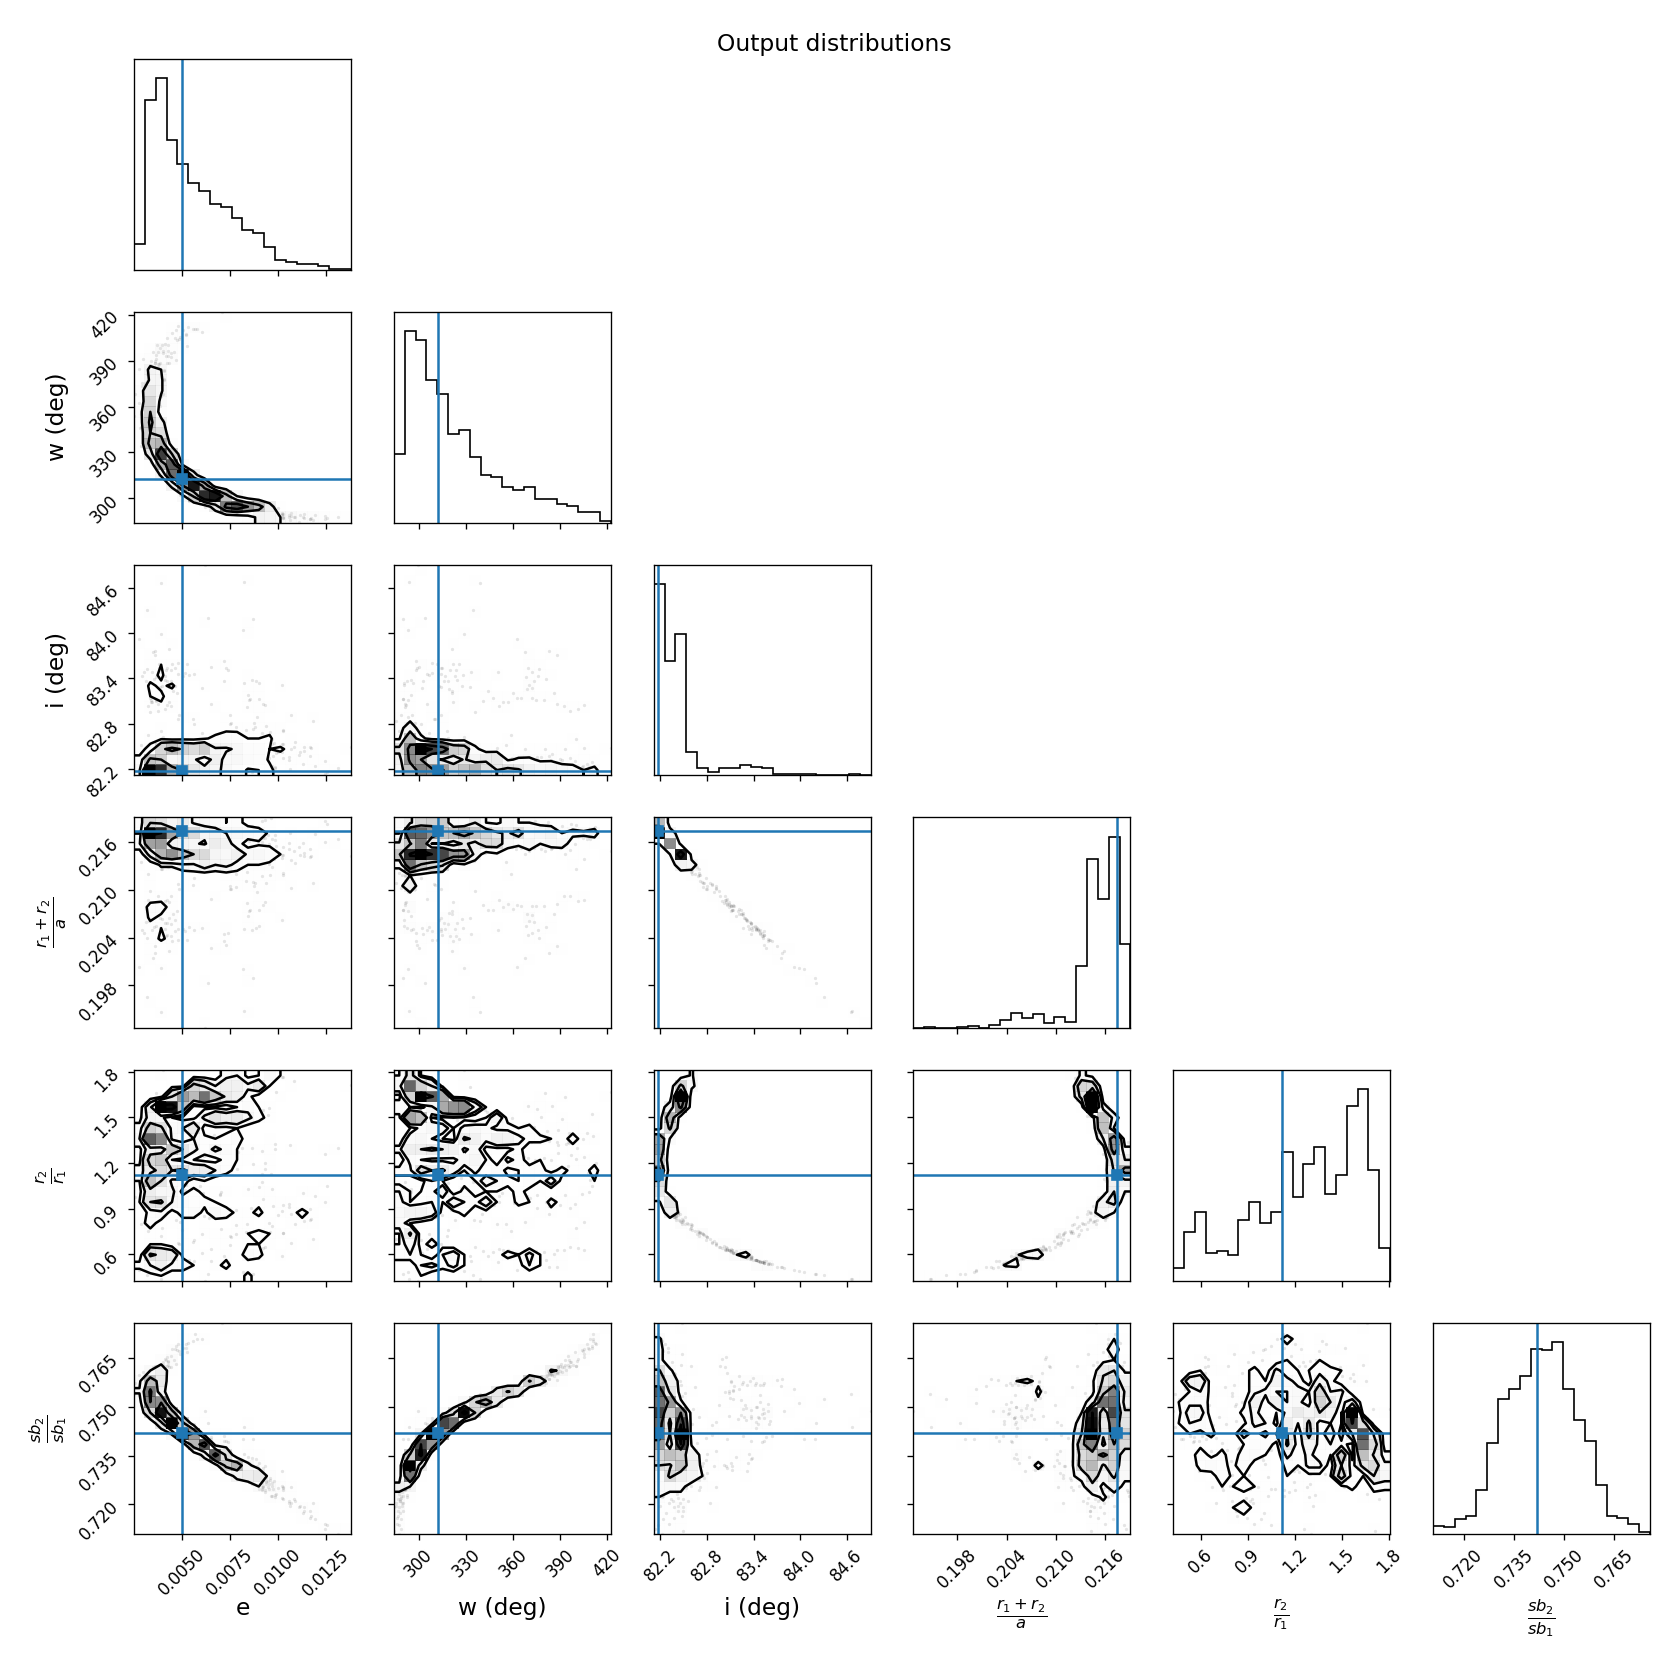 Output distributions
420
390
360
330
300
w (deg)
84.6
84.0
83.4
82.8
82.2
i (deg)
0.216
0.210
0.204
0.198
r₁ + r₂
a
1.8
1.5
1.2
0.9
0.6
r₂
r₁
0.765
0.750
0.735
0.720
sb₂
sb₁
0.0050 0.0075 0.0100 0.0125
300 330 360 390 420
82.2 82.8 83.4 84.0 84.6
0.198 0.204 0.210 0.216
0.6 0.9 1.2 1.5 1.8
0.720 0.735 0.750 0.765
e
w (deg)
i (deg)
r₁ + r₂
a
r₂
r₁
sb₂
sb₁